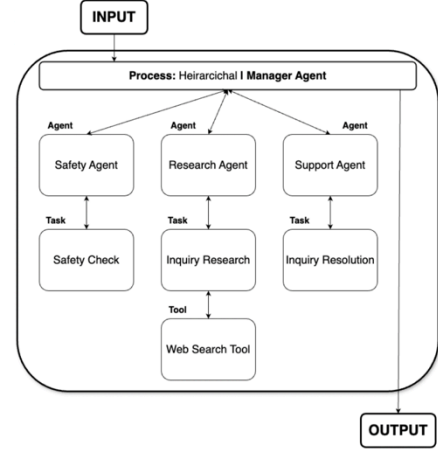 INPUT
Process: Heirarcichal I Manager Agent
Agent
Agent
Agent
Safety Agent
Research Agent
Support Agent
Task
Task
Task
Safety Check
Inquiry Research
Inquiry Resolution
Tool
Web Search Tool
OUTPUT